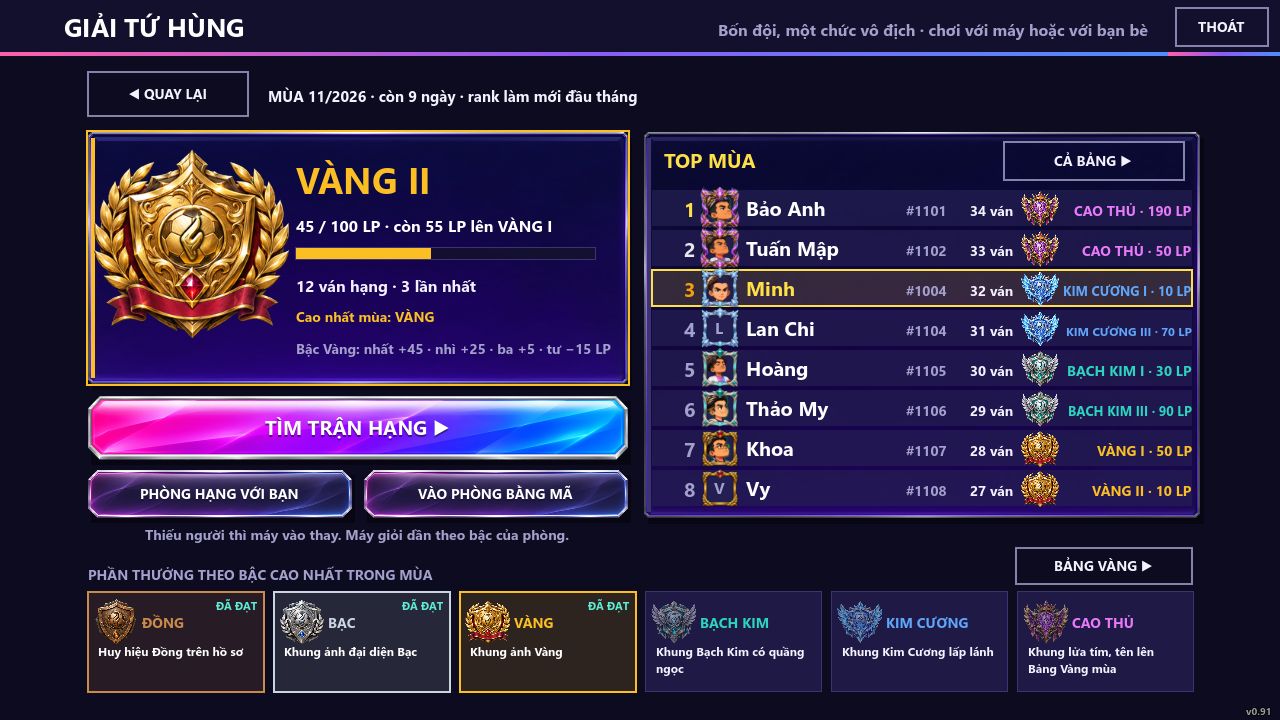 GIẢI TỨ HÙNG
Bốn đội, một chức vô địch · chơi với máy hoặc với bạn bè
THOÁT
◀ QUAY LẠI
MÙA 11/2026 · còn 9 ngày · rank làm mới đầu tháng
VÀNG II
45 / 100 LP · còn 55 LP lên VÀNG I
12 ván hạng · 3 lần nhất
Cao nhất mùa: VÀNG
Bậc Vàng: nhất +45 · nhì +25 · ba +5 · tư −15 LP
TÌM TRẬN HẠNG ▶
PHÒNG HẠNG VỚI BẠN
VÀO PHÒNG BẰNG MÃ
Thiếu người thì máy vào thay. Máy giỏi dần theo bậc của phòng.
TOP MÙA
CẢ BẢNG ▶
1 Bảo Anh #1101 34 ván CAO THỦ · 190 LP
2 Tuấn Mập #1102 33 ván CAO THỦ · 50 LP
3 Minh #1004 32 ván KIM CƯƠNG I · 10 LP
4 L Lan Chi #1104 31 ván KIM CƯƠNG III · 70 LP
5 Hoàng #1105 30 ván BẠCH KIM I · 30 LP
6 Thảo My #1106 29 ván BẠCH KIM III · 90 LP
7 Khoa #1107 28 ván VÀNG I · 50 LP
8 V Vy #1108 27 ván VÀNG II · 10 LP
PHẦN THƯỞNG THEO BẬC CAO NHẤT TRONG MÙA
BẢNG VÀNG ▶
ĐÃ ĐẠT
ĐỒNG
Huy hiệu Đồng trên hồ sơ
ĐÃ ĐẠT
BẠC
Khung ảnh đại diện Bạc
ĐÃ ĐẠT
VÀNG
Khung ảnh Vàng
BẠCH KIM
Khung Bạch Kim có quầng
ngọc
KIM CƯƠNG
Khung Kim Cương lấp lánh
CAO THỦ
Khung lửa tím, tên lên
Bảng Vàng mùa
v0.91